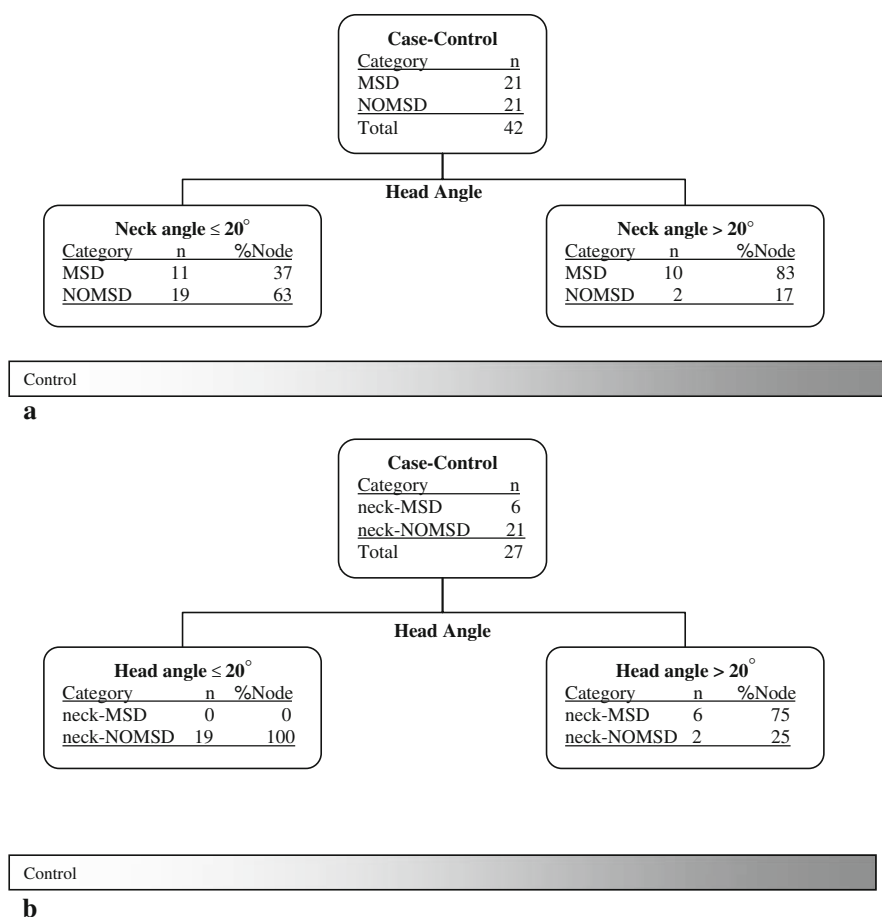 Case-Control
Category n
MSD 21
NOMSD 21
Total 42
Head Angle
Neck angle ≤ 20°
Category n %Node
MSD 11 37
NOMSD 19 63
Neck angle > 20°
Category n %Node
MSD 10 83
NOMSD 2 17
Control
a
Case-Control
Category n
neck-MSD 6
neck-NOMSD 21
Total 27
Head Angle
Head angle ≤ 20°
Category n %Node
neck-MSD 0 0
neck-NOMSD 19 100
Head angle > 20°
Category n %Node
neck-MSD 6 75
neck-NOMSD 2 25
Control
b